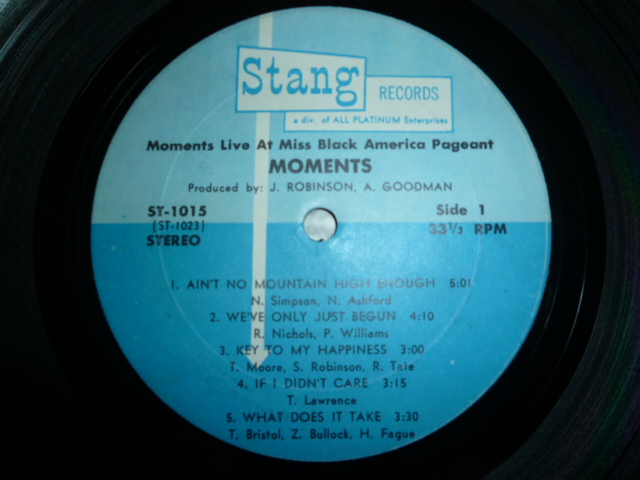 Stang
RECORDS
a div. of ALL PLATINUM Enterprises
Moments Live At Miss Black America Pageant
MOMENTS
Produced by: J. ROBINSON, A. GOODMAN
ST-1015 Side 1
(ST-1023) 33 1/3 RPM
STEREO
1. AIN'T NO MOUNTAIN HIGH ENOUGH 5:01
N. Simpson, N. Ashford
2. WE'VE ONLY JUST BEGUN 4:10
R. Nichols, P. Williams
3. KEY TO MY HAPPINESS 3:00
T. Moore, S. Robinson, R. Tate
4. IF I DIDN'T CARE 3:15
T. Lawrence
5. WHAT DOES IT TAKE 3:30
T. Bristol, Z. Bullock, H. Fague